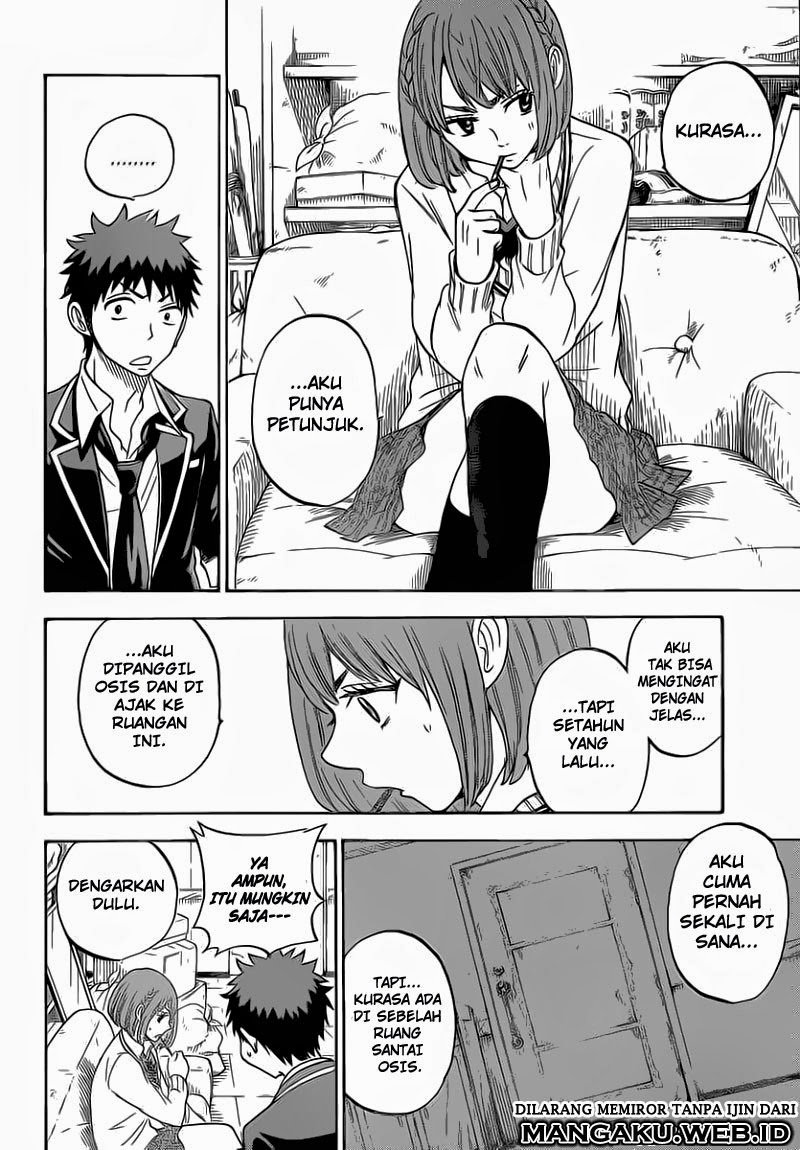 KURASA...
...AKU
PUNYA
PETUNJUK.
.........
AKU
TAK BISA
MENGINGAT
DENGAN
JELAS...
...TAPI
SETAHUN
YANG
LALU...
...AKU
DIPANGGIL
OSIS DAN DI
AJAK KE
RUANGAN
INI.
AKU
CUMA
PERNAH
SEKALI DI
SANA...
TAPI...
KURASA ADA
DI SEBELAH
RUANG
SANTAI
OSIS.
YA
AMPUN,
ITU MUNGKIN
SAJA---
DENGARKAN
DULU.
DILARANG MEMIROR TANPA IJIN DARI
MANGAKU.WEB.ID